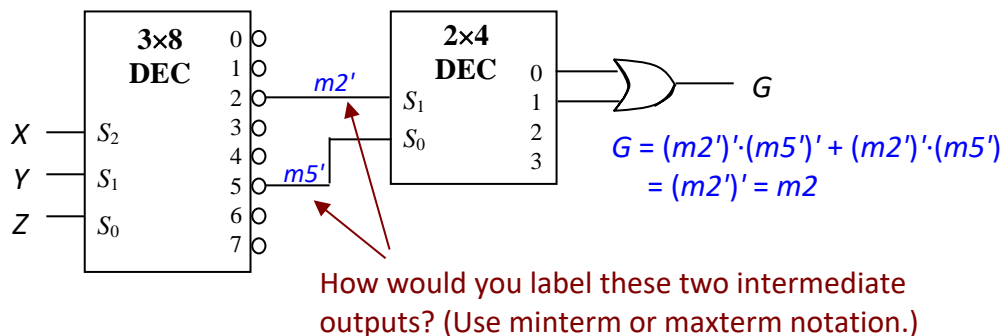 3×8
DEC
0
1
2
3
4
5
6
7
X
Y
Z
S₂
S₁
S₀
m2'
m5'
2×4
DEC
S₁
S₀
0
1
2
3
G
G = (m2')'·(m5')' + (m2')'·(m5')
= (m2')' = m2
How would you label these two intermediate
outputs? (Use minterm or maxterm notation.)